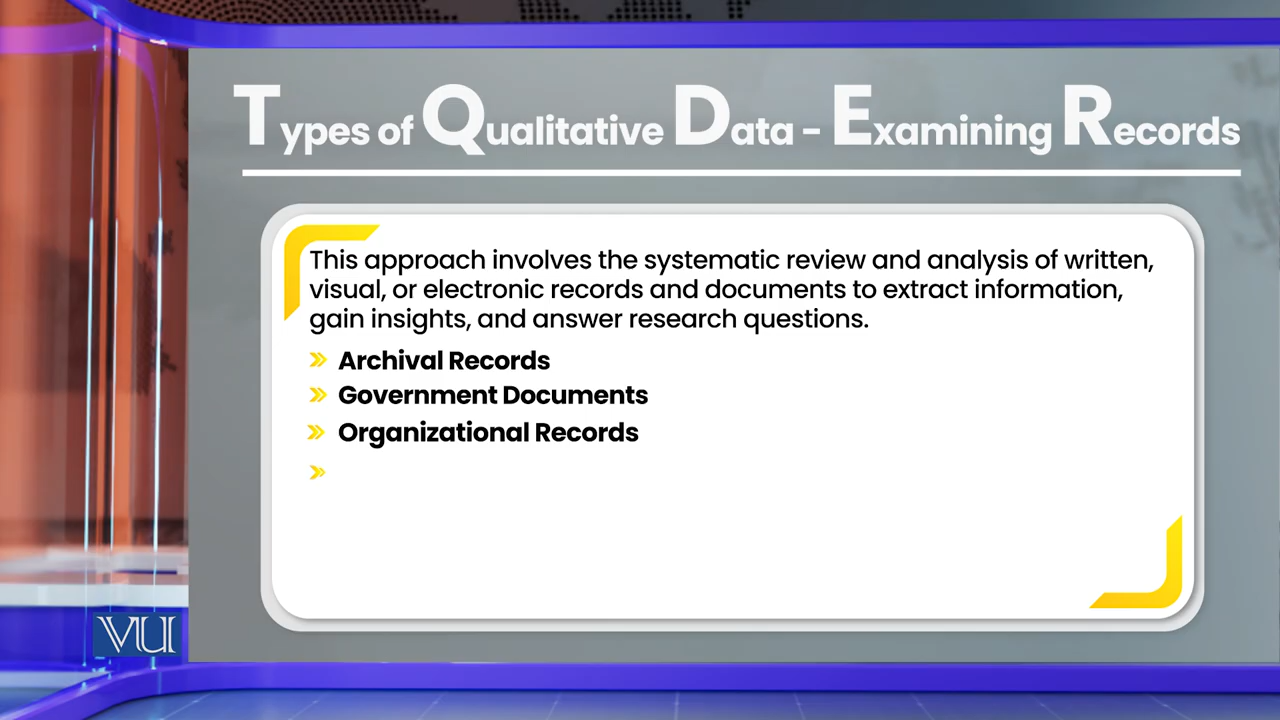 Types of Qualitative Data - Examining Records
This approach involves the systematic review and analysis of written,
visual, or electronic records and documents to extract information,
gain insights, and answer research questions.
Archival Records
Government Documents
Organizational Records
VU